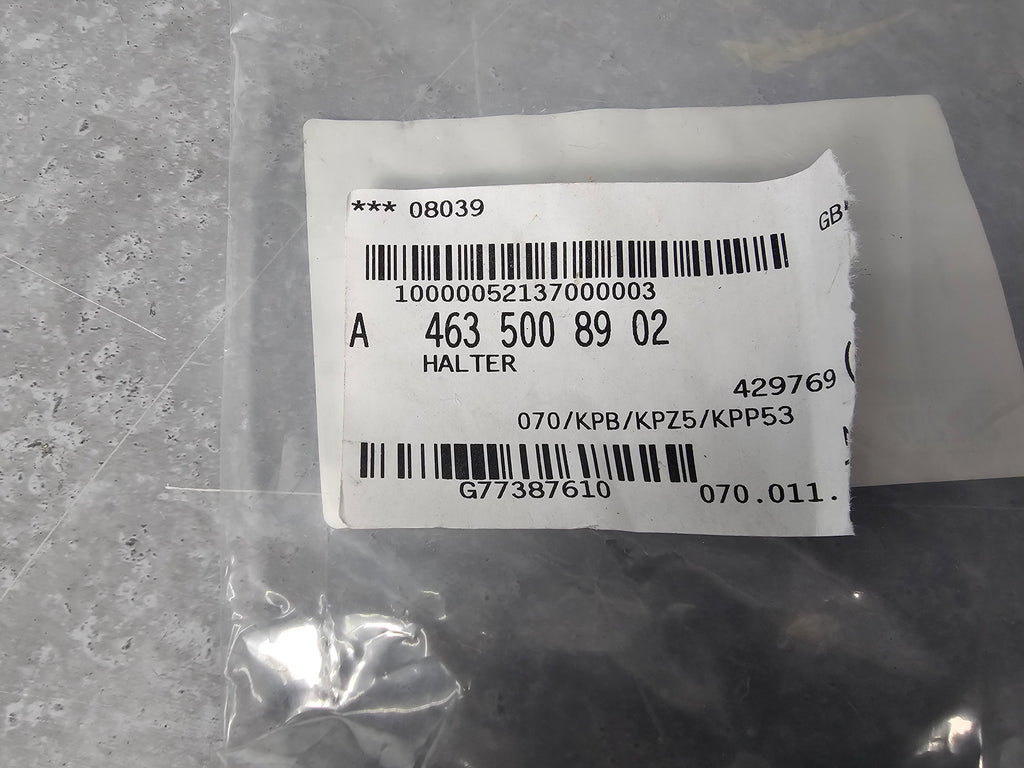 *** 08039
GB
10000052137000003
A 463 500 89 02
HALTER
429769 (
070/KPB/KPZ5/KPP53
G77387610
070.011.